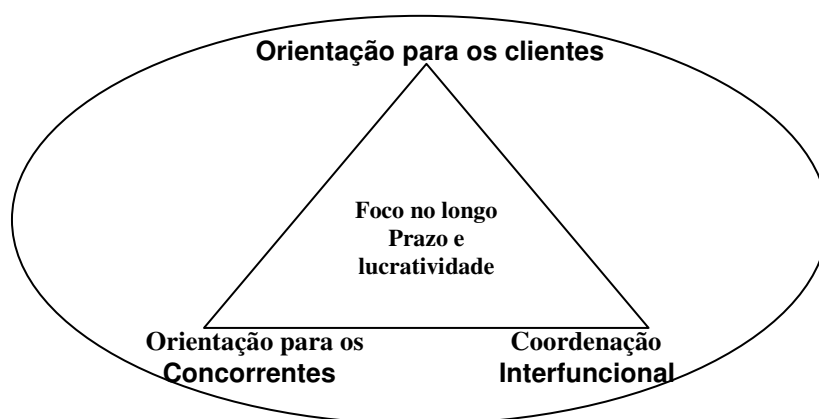 Orientação para os clientes
Foco no longo
Prazo e
lucratividade
Orientação para os
Concorrentes
Coordenação
Interfuncional